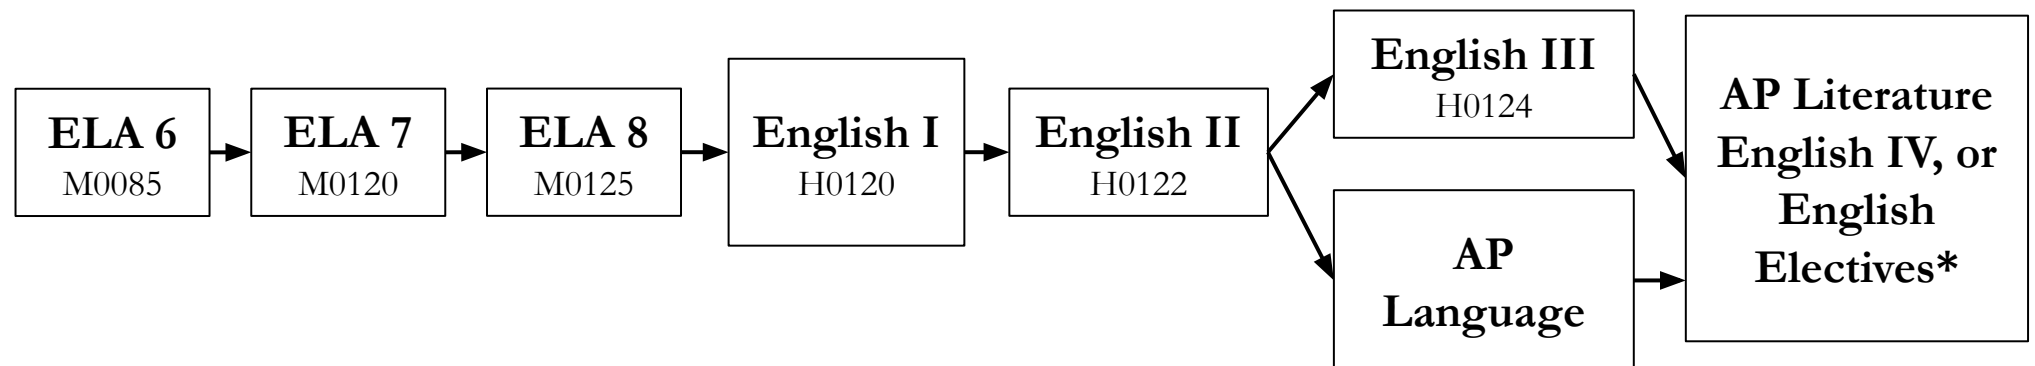 ELA 6
M0085
ELA 7
M0120
ELA 8
M0125
English I
H0120
English II
H0122
English III
H0124
AP
Language
AP Literature
English IV, or
English
Electives*